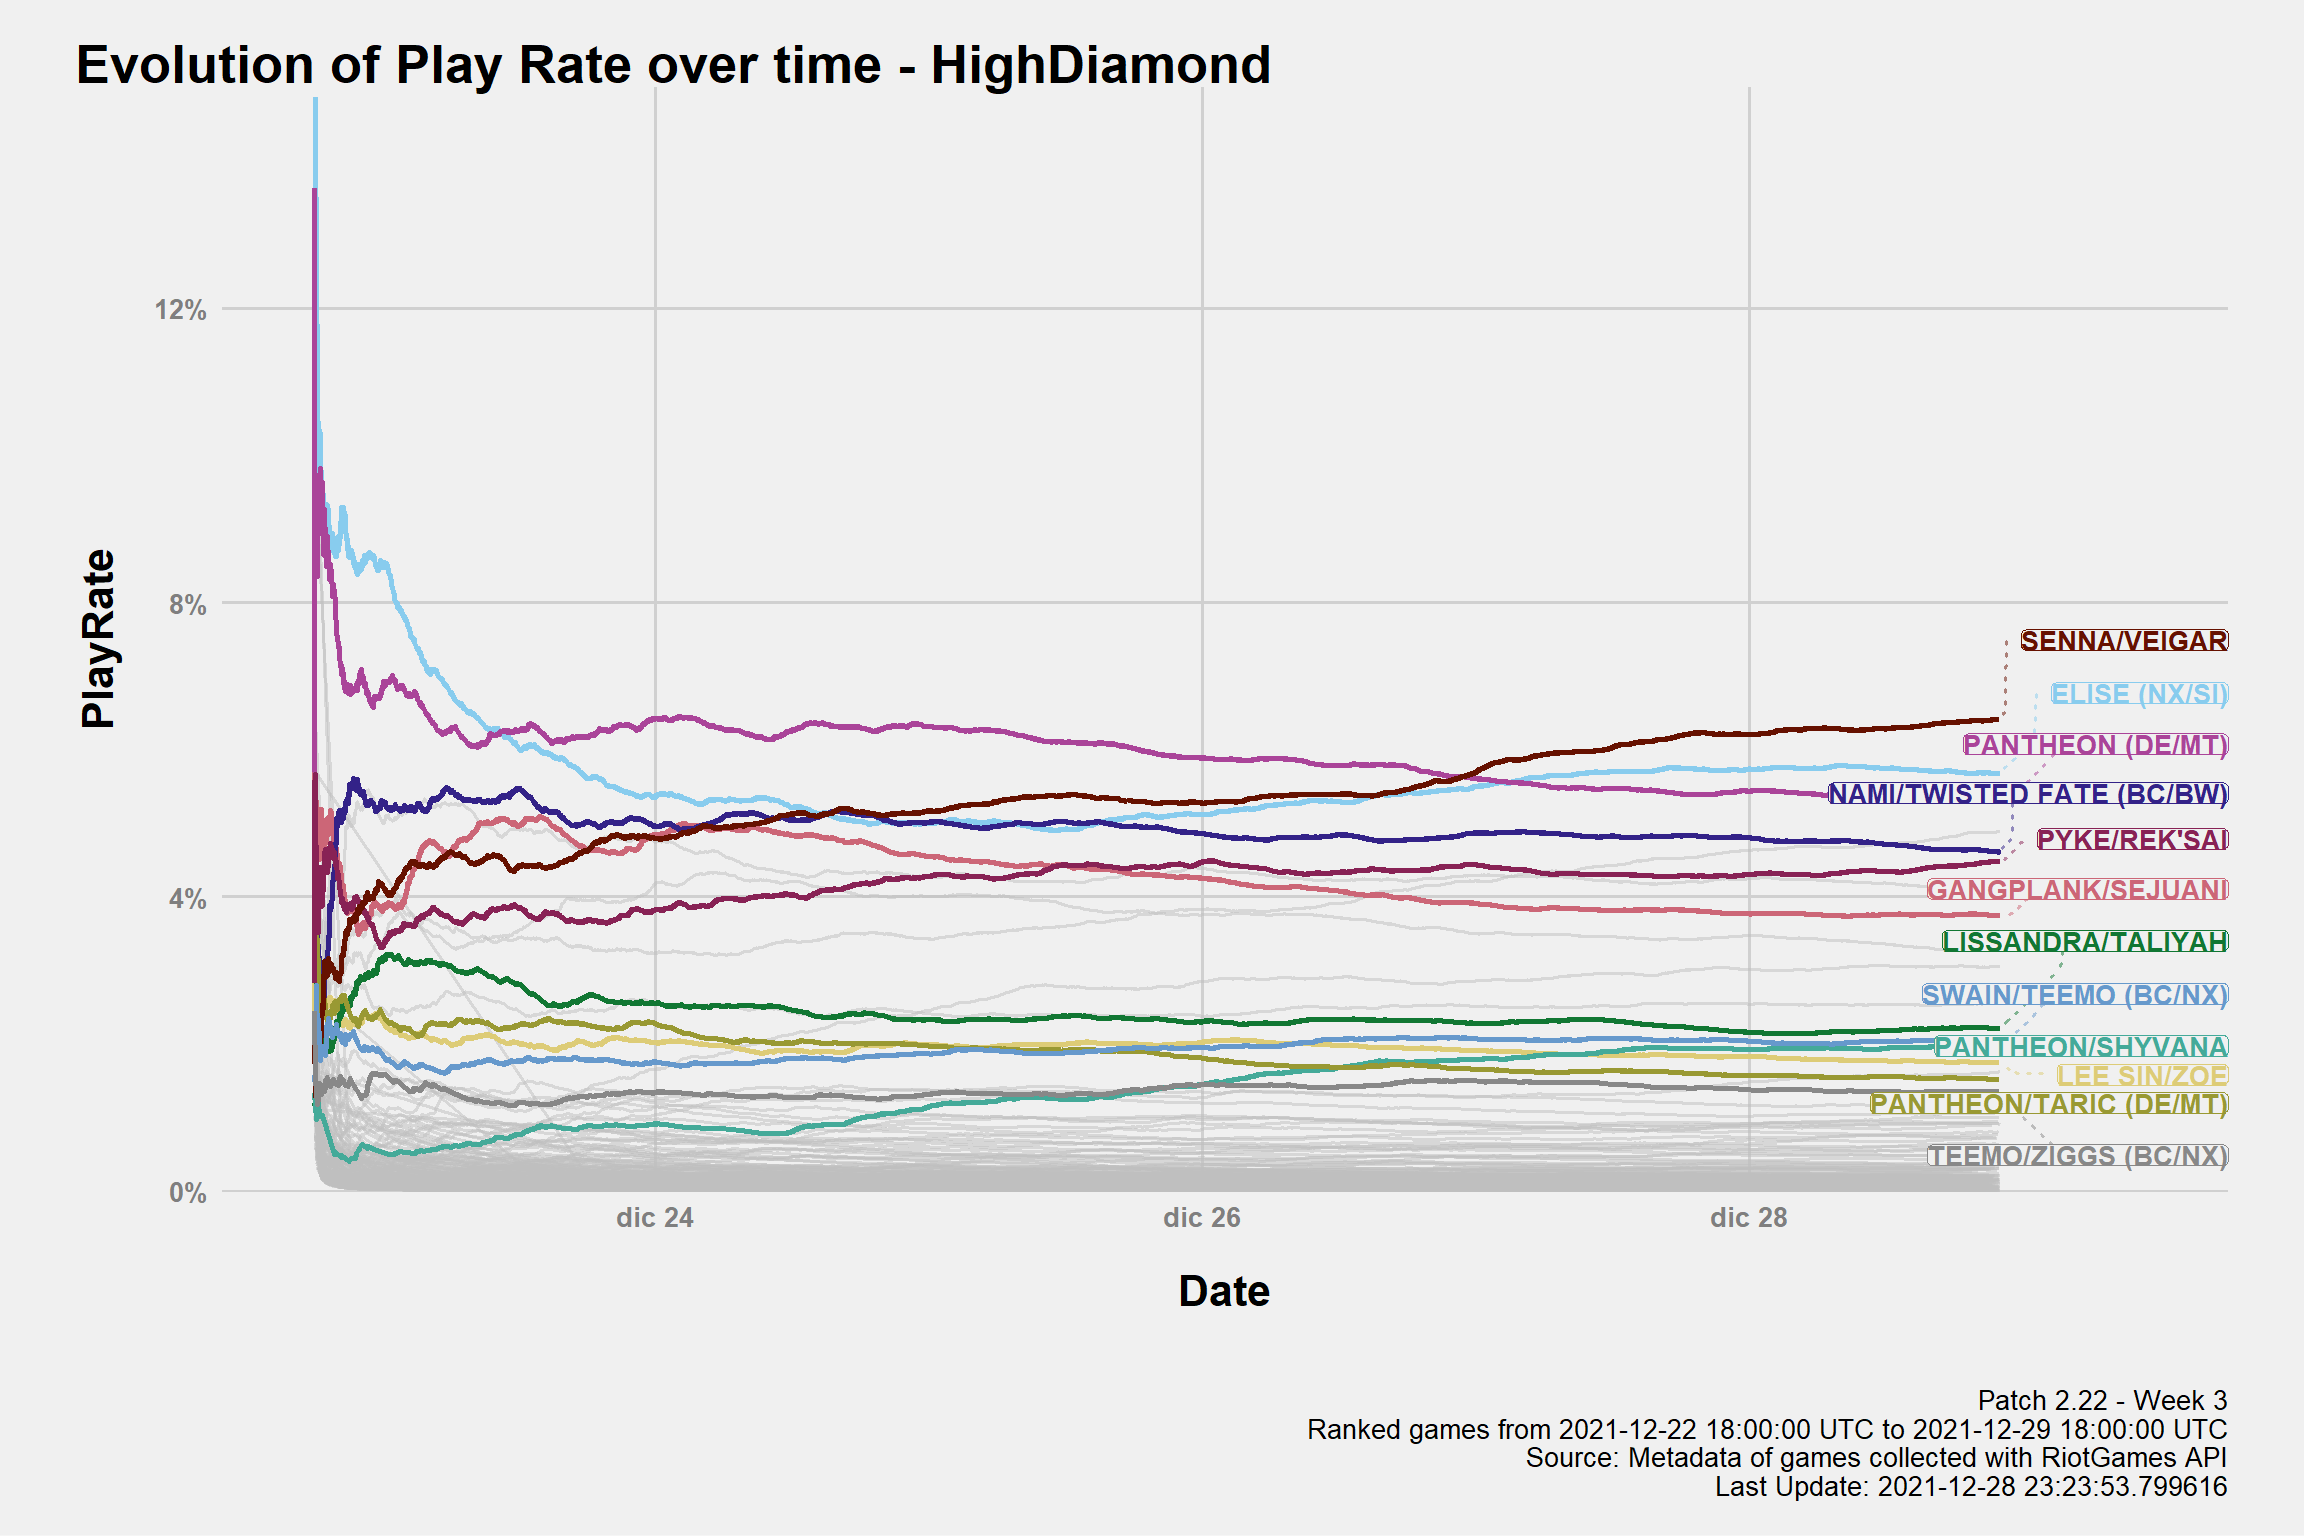 Evolution of Play Rate over time - HighDiamond
PlayRate
12%
8%
4%
0%
SENNA/VEIGAR
ELISE (NX/SI)
PANTHEON (DE/MT)
NAMI/TWISTED FATE (BC/BW)
PYKE/REK'SAI
GANGPLANK/SEJUANI
LISSANDRA/TALIYAH
SWAIN/TEEMO (BC/NX)
PANTHEON/SHYVANA
LEE SIN/ZOE
PANTHEON/TARIC (DE/MT)
TEEMO/ZIGGS (BC/NX)
dic 24
dic 26
dic 28
Date
Patch 2.22 - Week 3
Ranked games from 2021-12-22 18:00:00 UTC to 2021-12-29 18:00:00 UTC
Source: Metadata of games collected with RiotGames API
Last Update: 2021-12-28 23:23:53.799616